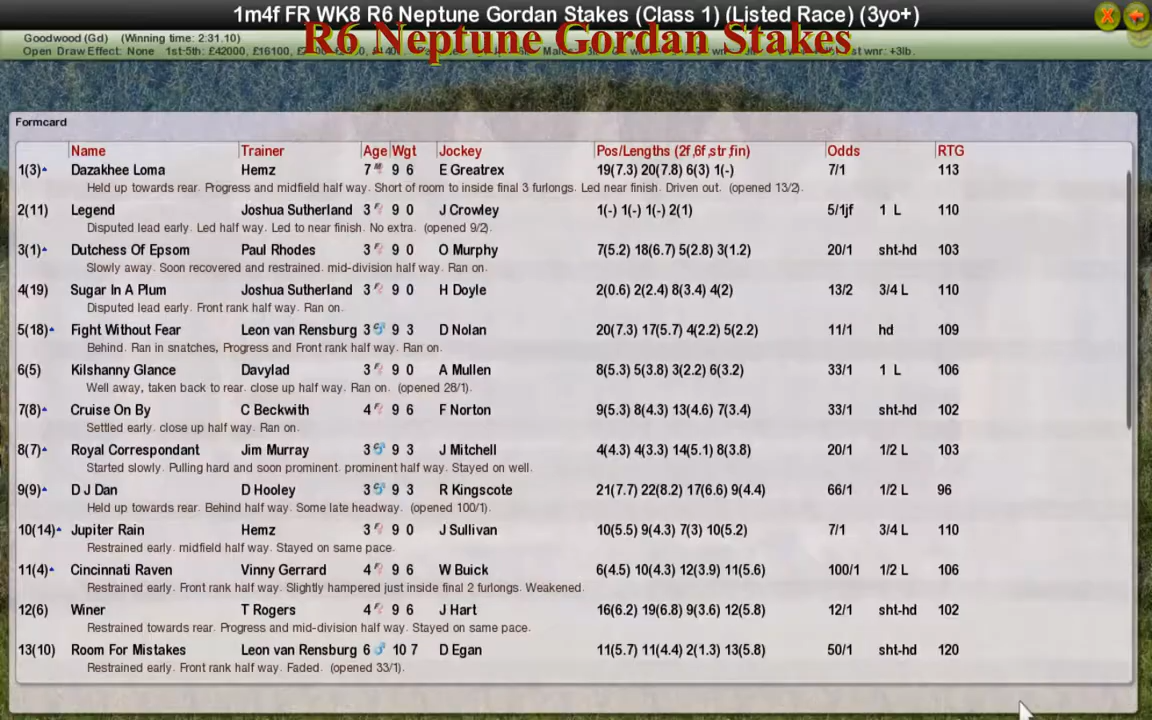 1m4f FR WK8 R6 Neptune Gordan Stakes (Class 1) (Listed Race) (3yo+)
R6 Neptune Gordan Stakes
Goodwood (Gd) (Winning time: 2:31.10)
Open Draw Effect: None 1st-5th: £42000, £16100,
wnr: +3lb.
Formcard
Name Trainer Age Wgt Jockey Pos/Lengths (2f,6f,str,fin) Odds RTG
1(3) Dazakhee Loma Hemz 7 9 6 E Greatrex 19(7.3) 20(7.8) 6(3) 1(-) 7/1 113
Held up towards rear. Progress and midfield half way. Short of room to inside final 3 furlongs. Led near finish. Driven out. (opened 13/2).
2(11) Legend Joshua Sutherland 3 9 0 J Crowley 1(-) 1(-) 1(-) 2(1) 5/1jf 1 L 110
Disputed lead early. Led half way. Led to near finish. No extra. (opened 9/2).
3(1) Dutchess Of Epsom Paul Rhodes 3 9 0 O Murphy 7(5.2) 18(6.7) 5(2.8) 3(1.2) 20/1 sht-hd 103
Slowly away. Soon recovered and restrained. mid-division half way. Ran on.
4(19) Sugar In A Plum Joshua Sutherland 3 9 0 H Doyle 2(0.6) 2(2.4) 8(3.4) 4(2) 13/2 3/4 L 110
Disputed lead early. Front rank half way. Ran on.
5(18) Fight Without Fear Leon van Rensburg 3 9 3 D Nolan 20(7.3) 17(5.7) 4(2.2) 5(2.2) 11/1 hd 109
Behind. Ran in snatches, Progress and Front rank half way. Ran on.
6(5) Kilshanny Glance Davylad 3 9 0 A Mullen 8(5.3) 5(3.8) 3(2.2) 6(3.2) 33/1 1 L 106
Well away, taken back to rear. close up half way. Ran on. (opened 28/1).
7(8) Cruise On By C Beckwith 4 9 6 F Norton 9(5.3) 8(4.3) 13(4.6) 7(3.4) 33/1 sht-hd 102
Settled early. close up half way. Ran on.
8(7) Royal Correspondant Jim Murray 3 9 3 J Mitchell 4(4.3) 4(3.3) 14(5.1) 8(3.8) 20/1 1/2 L 103
Started slowly. Pulling hard and soon prominent. prominent half way. Stayed on well.
9(9) D J Dan D Hooley 3 9 3 R Kingscote 21(7.7) 22(8.2) 17(6.6) 9(4.4) 66/1 1/2 L 96
Held up towards rear. Behind half way. Some late headway. (opened 100/1).
10(14) Jupiter Rain Hemz 3 9 0 J Sullivan 10(5.5) 9(4.3) 7(3) 10(5.2) 7/1 3/4 L 110
Restrained early. midfield half way. Stayed on same pace.
11(4) Cincinnati Raven Vinny Gerrard 4 9 6 W Buick 6(4.5) 10(4.3) 12(3.9) 11(5.6) 100/1 1/2 L 106
Restrained early. Front rank half way. Slightly hampered just inside final 2 furlongs. Weakened.
12(6) Winer T Rogers 4 9 6 J Hart 16(6.2) 19(6.8) 9(3.6) 12(5.8) 12/1 sht-hd 102
Restrained towards rear. Progress and mid-division half way. Stayed on same pace.
13(10) Room For Mistakes Leon van Rensburg 6 10 7 D Egan 11(5.7) 11(4.4) 2(1.3) 13(5.8) 50/1 sht-hd 120
Restrained early. Front rank half way. Faded. (opened 33/1).